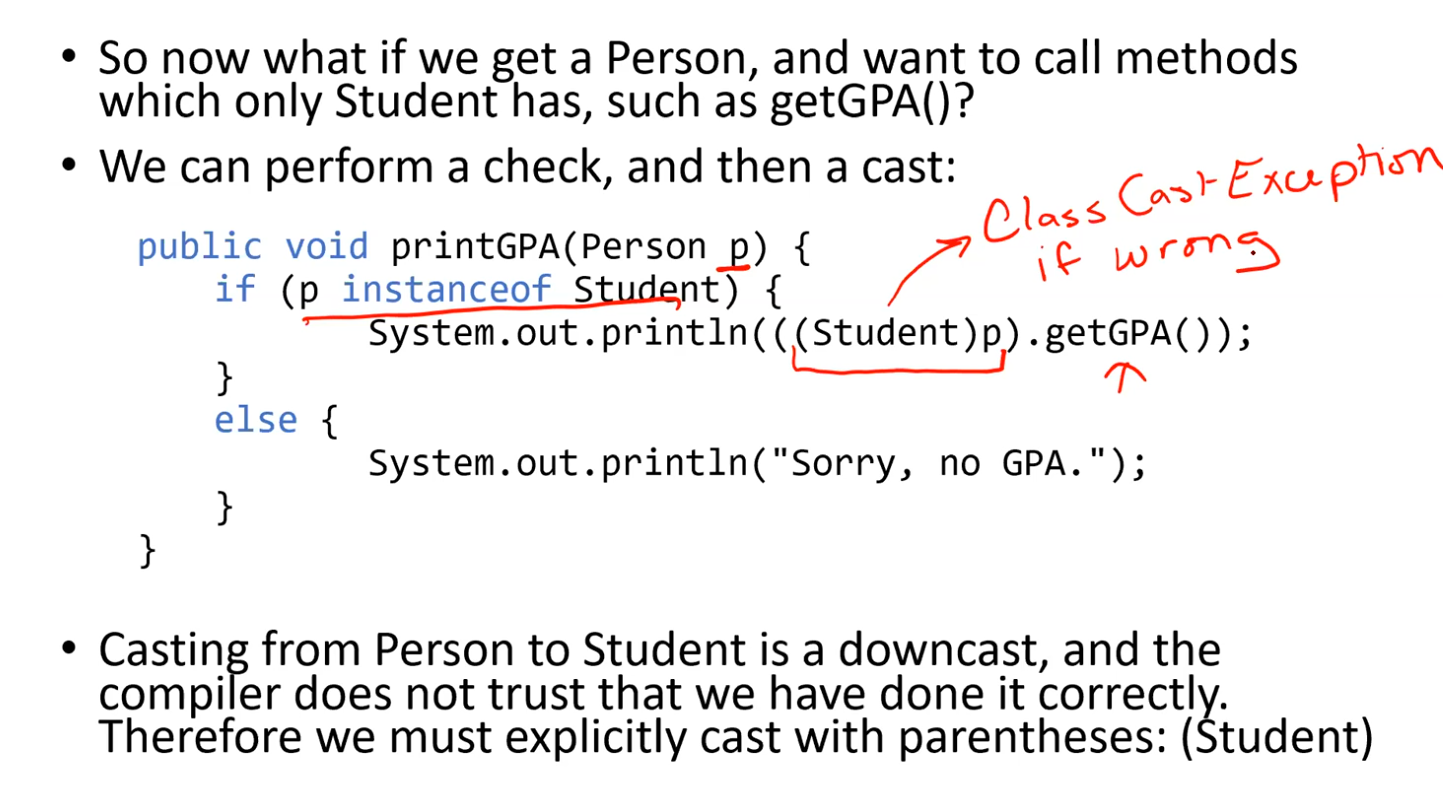 • So now what if we get a Person, and want to call methods
which only Student has, such as getGPA()?
• We can perform a check, and then a cast:
ClassCastException
if wrong
public void printGPA(Person p) {
if (p instanceof Student) {
System.out.println(((Student)p).getGPA());
}
else {
System.out.println("Sorry, no GPA.");
}
}
• Casting from Person to Student is a downcast, and the
compiler does not trust that we have done it correctly.
Therefore we must explicitly cast with parentheses: (Student)